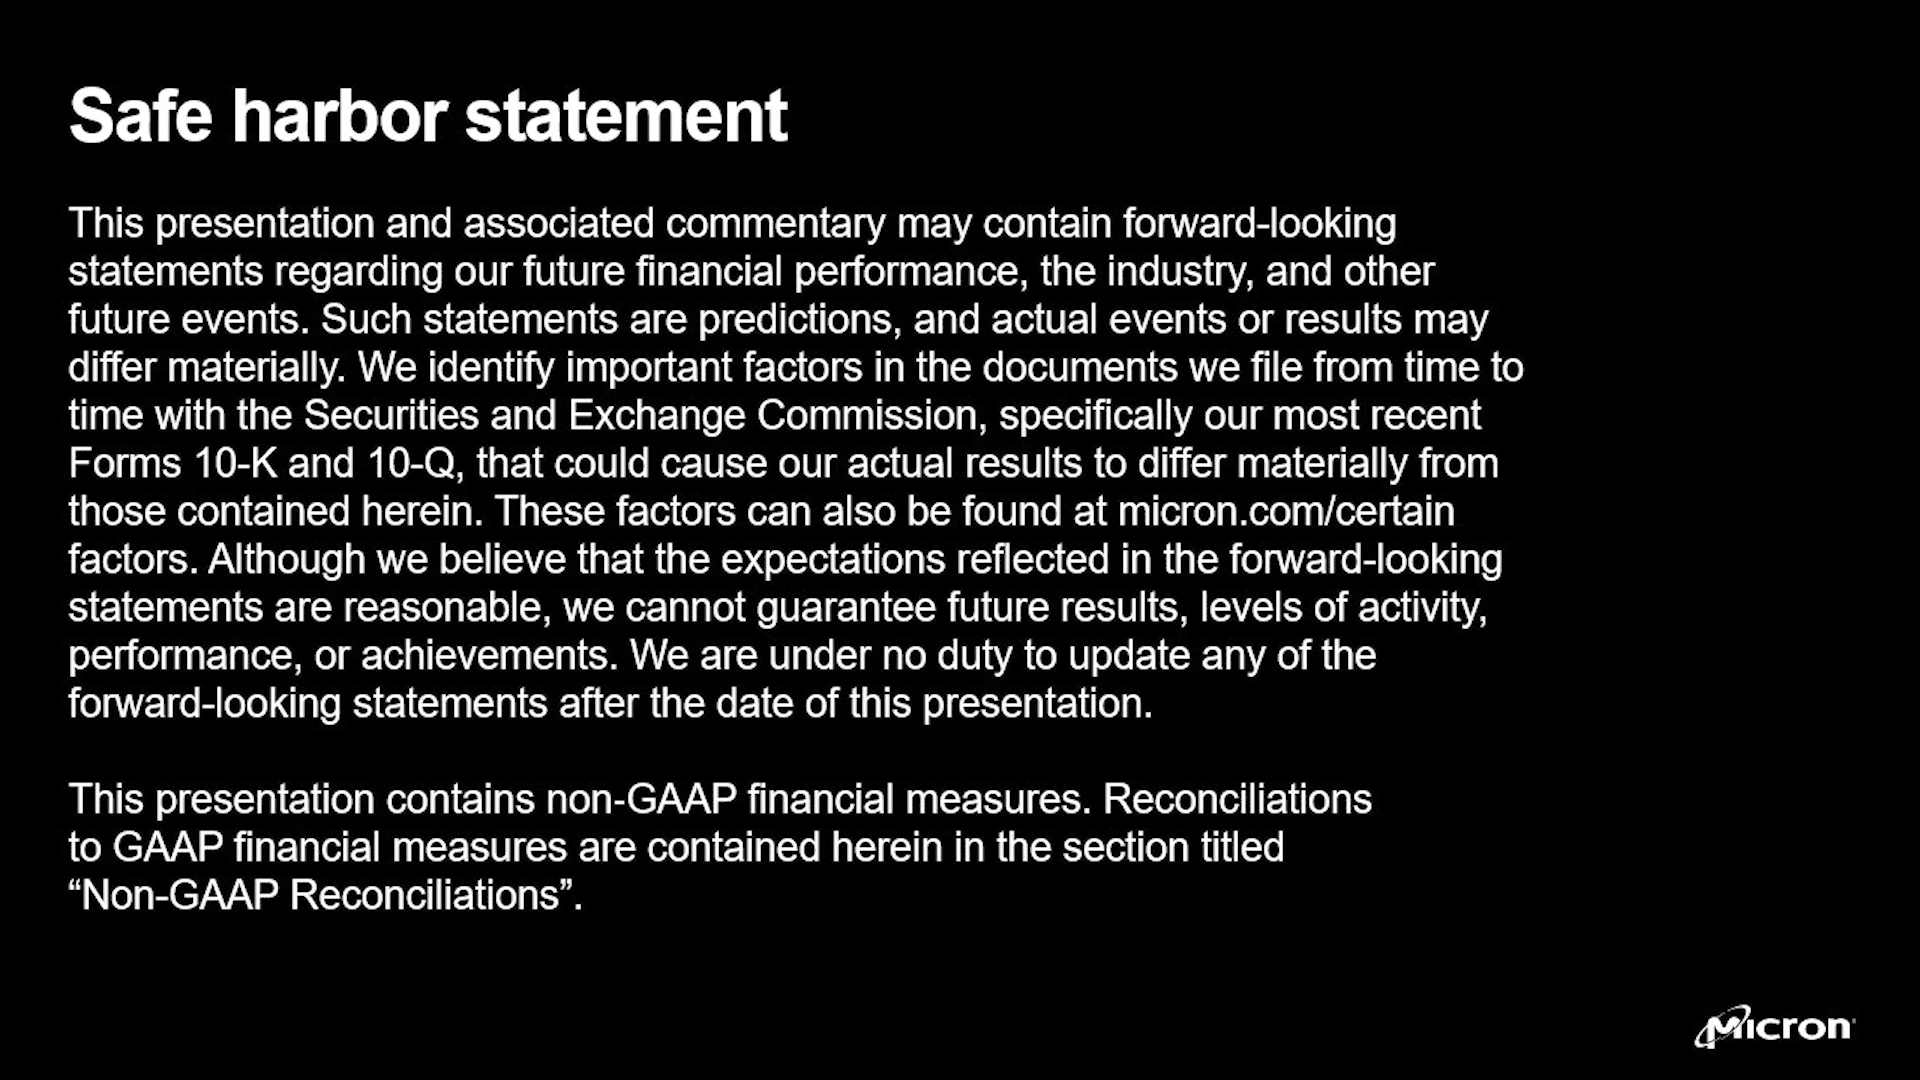 Safe harbor statement
This presentation and associated commentary may contain forward-looking
statements regarding our future financial performance, the industry, and other
future events. Such statements are predictions, and actual events or results may
differ materially. We identify important factors in the documents we file from time to
time with the Securities and Exchange Commission, specifically our most recent
Forms 10-K and 10-Q, that could cause our actual results to differ materially from
those contained herein. These factors can also be found at micron.com/certain
factors. Although we believe that the expectations reflected in the forward-looking
statements are reasonable, we cannot guarantee future results, levels of activity,
performance, or achievements. We are under no duty to update any of the
forward-looking statements after the date of this presentation.
This presentation contains non-GAAP financial measures. Reconciliations
to GAAP financial measures are contained herein in the section titled
“Non-GAAP Reconciliations”.
Micron